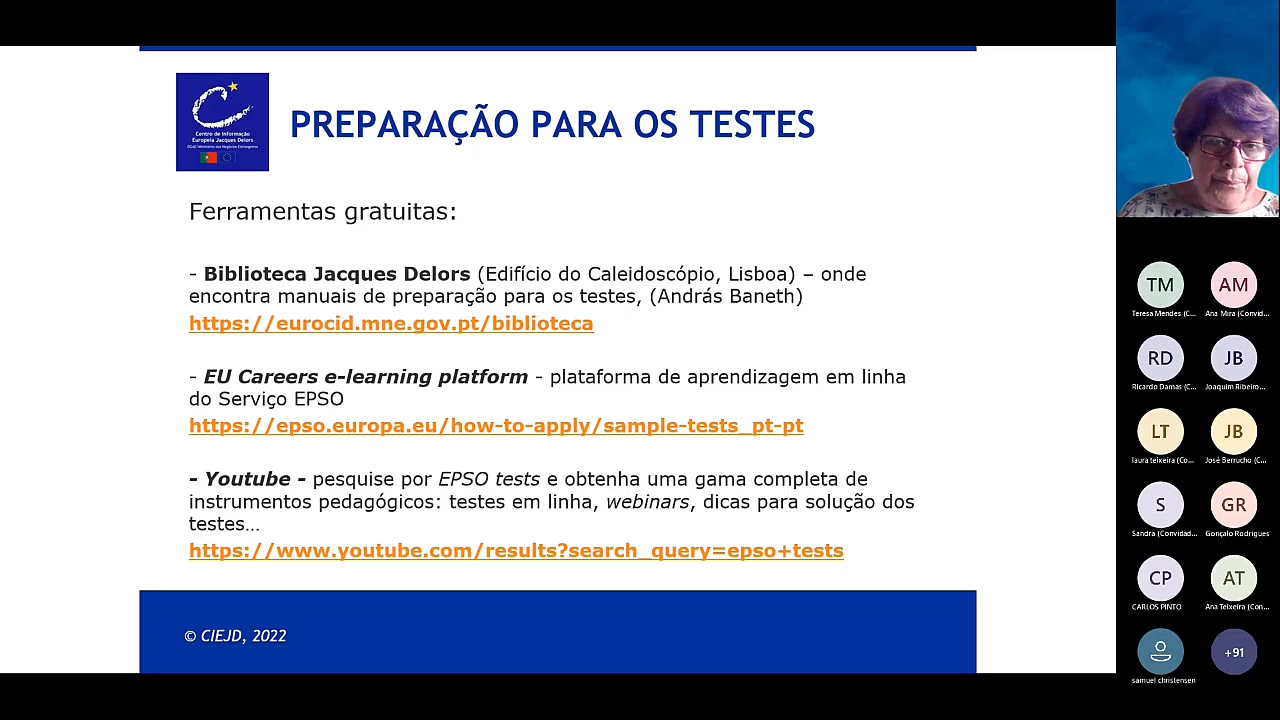 Centro de Informação
Europeia Jacques Delors
PREPARAÇÃO PARA OS TESTES
Ferramentas gratuitas:
- Biblioteca Jacques Delors (Edifício do Caleidoscópio, Lisboa) – onde
encontra manuais de preparação para os testes, (András Baneth)
https://eurocid.mne.gov.pt/biblioteca
- EU Careers e-learning platform - plataforma de aprendizagem em linha
do Serviço EPSO
https://epso.europa.eu/how-to-apply/sample-tests_pt-pt
- Youtube - pesquise por EPSO tests e obtenha uma gama completa de
instrumentos pedagógicos: testes em linha, webinars, dicas para solução dos
testes...
https://www.youtube.com/results?search_query=epso+tests
© CIEJD, 2022
TM
AM
Teresa Mendes (C...
Ana Mira (Convid...
RD
JB
Ricardo Damas (C...
Joaquim Ribeiro...
LT
JB
laura teixeira (Co...
José Berrucho (C...
S
GR
Sandra (Convidad...
Gonçalo Rodrigues
CP
AT
CARLOS PINTO
Ana Teixeira (Con...
+91
samuel christensen